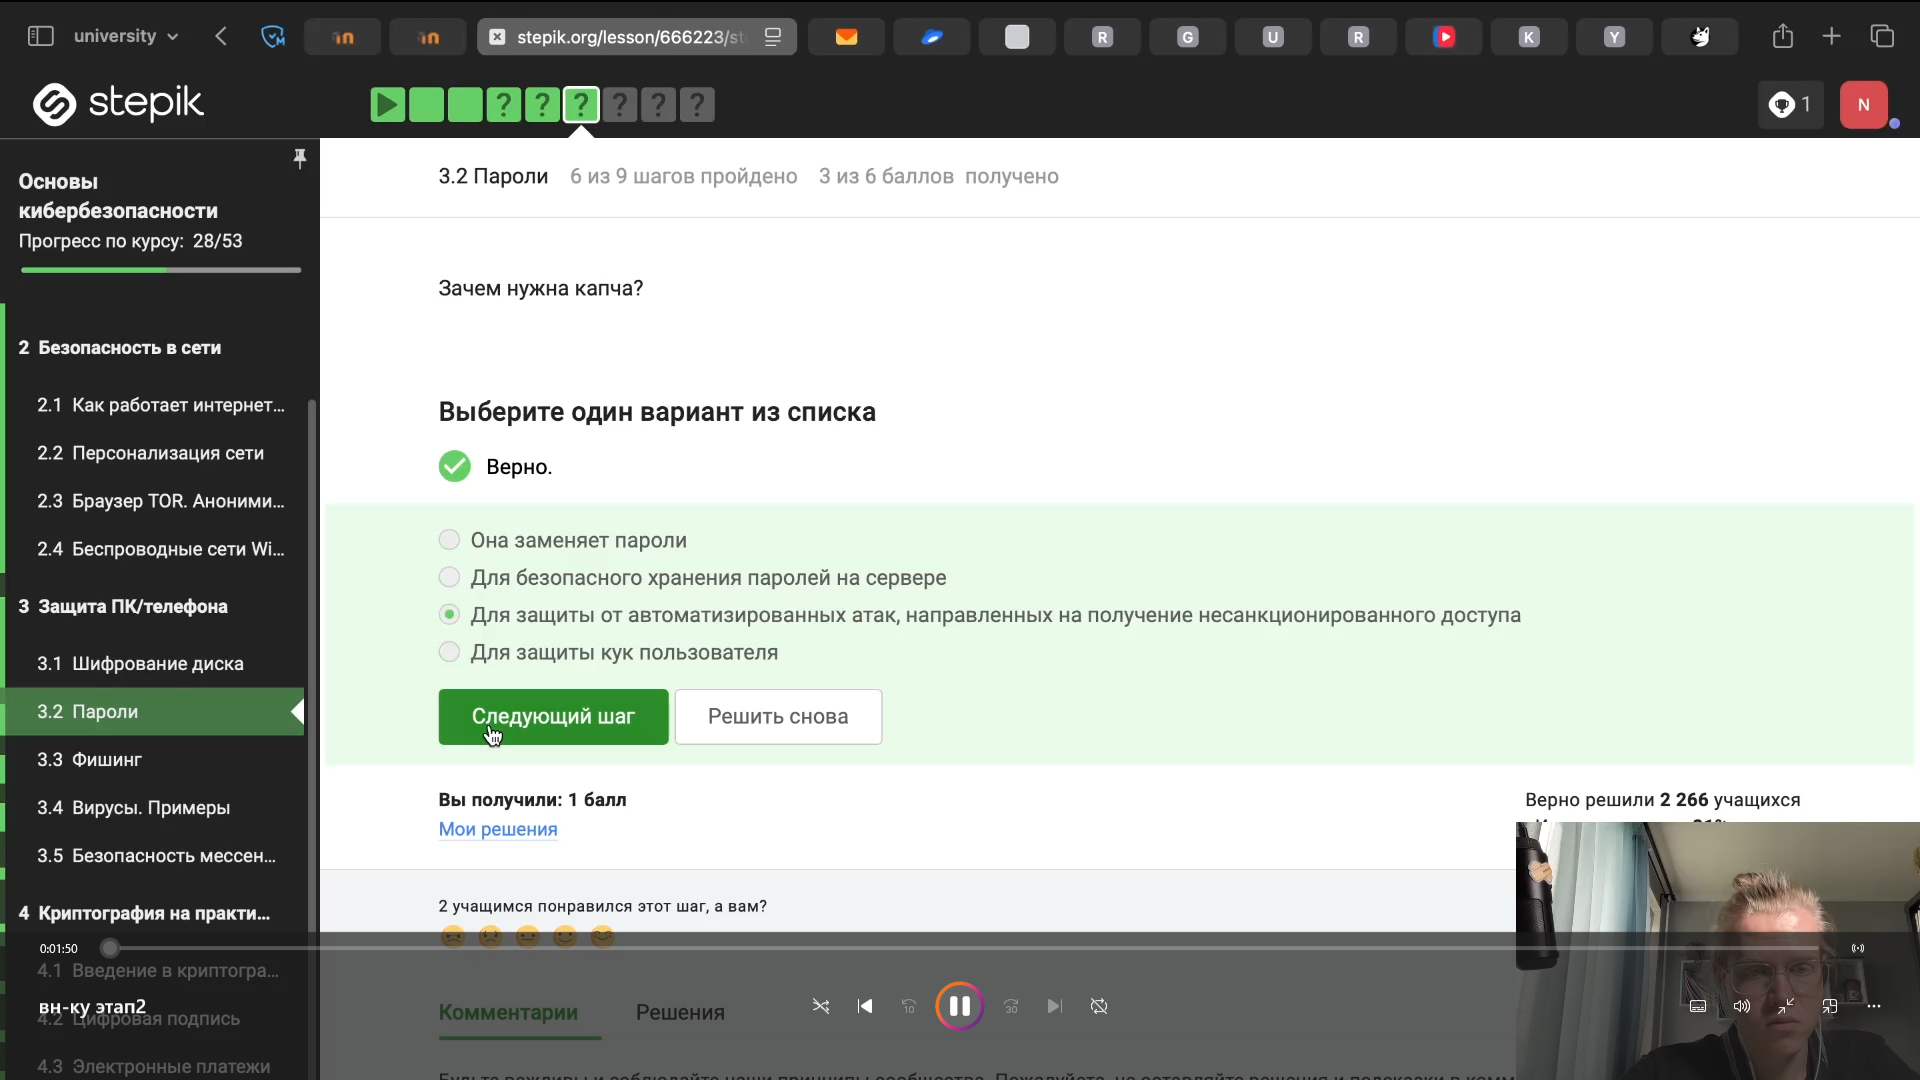 university
stepik.org/lesson/666223/st
R
G
U
R
K
Y
stepik
? ? ? ? ? ?
1
N
Основы
кибербезопасности
Прогресс по курсу: 28/53
2 Безопасность в сети
2.1 Как работает интернет...
2.2 Персонализация сети
2.3 Браузер TOR. Аноними...
2.4 Беспроводные сети Wi...
3 Защита ПК/телефона
3.1 Шифрование диска
3.2 Пароли
3.3 Фишинг
3.4 Вирусы. Примеры
3.5 Безопасность мессен...
4 Криптография на практи...
4.1 Введение в криптогра...
4.2 Цифровая подпись
4.3 Электронные платежи
3.2 Пароли 6 из 9 шагов пройдено 3 из 6 баллов получено
Зачем нужна капча?
Выберите один вариант из списка
Верно.
Она заменяет пароли
Для безопасного хранения паролей на сервере
Для защиты от автоматизированных атак, направленных на получение несанкционированного доступа
Для защиты кук пользователя
Следующий шаг
Решить снова
Вы получили: 1 балл
Мои решения
Верно решили 2 266 учащихся
2 учащимся понравился этот шаг, а вам?
Комментарии
Решения
0:01:50
вн-ку этап2
10
30